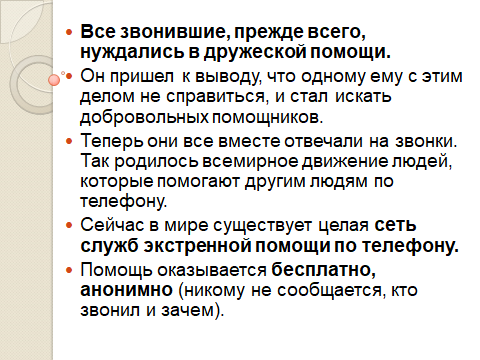 Все звонившие, прежде всего,
нуждались в дружеской помощи.
Он пришел к выводу, что одному ему с этим
делом не справиться, и стал искать
добровольных помощников.
Теперь они все вместе отвечали на звонки.
Так родилось всемирное движение людей,
которые помогают другим людям по
телефону.
Сейчас в мире существует целая сеть
служб экстренной помощи по телефону.
Помощь оказывается бесплатно,
анонимно (никому не сообщается, кто
звонил и зачем).